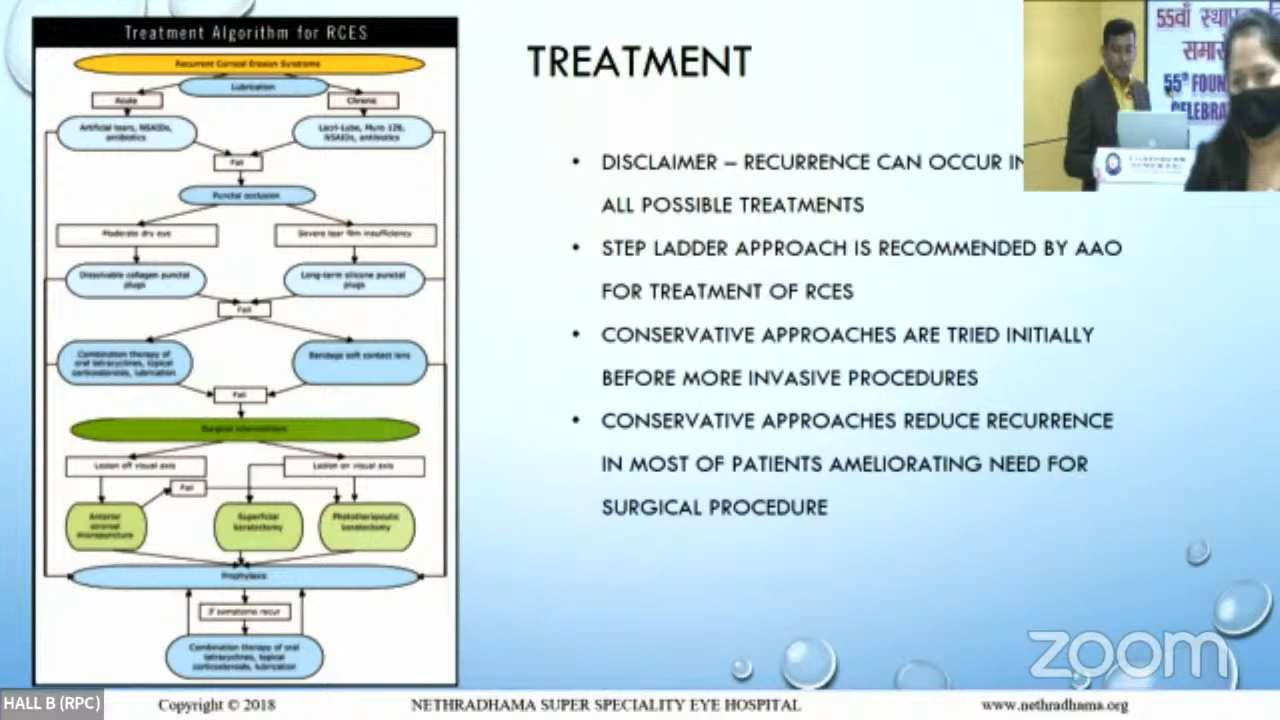 Treatment Algorithm for RCES
Recurrent Corneal Erosion Syndrome
Lubrication
Acute
Chronic
Artificial tears, NSAIDs,
antibiotics
Lacri-Lube, Muro 128,
NSAIDs, antibiotics
Fail
Punctal occlusion
Moderate dry eye
Severe tear film insufficiency
Dissolvable collagen punctal
plugs
Long-term silicone punctal
plugs
Fail
Combination therapy of
oral tetracyclines, topical
corticosteroids, lubrication
Bandage soft contact lens
Fail
Surgical interventions
Lesion off visual axis
Lesion on visual axis
Fail
Anterior
stromal
micropuncture
Superficial
keratectomy
Phototherapeutic
keratectomy
Prophylaxis
If symptoms recur
Combination therapy of oral
tetracyclines, topical
corticosteroids, lubrication
TREATMENT
• DISCLAIMER – RECURRENCE CAN OCCUR IN
ALL POSSIBLE TREATMENTS
• STEP LADDER APPROACH IS RECOMMENDED BY AAO
FOR TREATMENT OF RCES
• CONSERVATIVE APPROACHES ARE TRIED INITIALLY
BEFORE MORE INVASIVE PROCEDURES
• CONSERVATIVE APPROACHES REDUCE RECURRENCE
IN MOST OF PATIENTS AMELIORATING NEED FOR
SURGICAL PROCEDURE
55वाँ
55th FOUN
CELEBRA
zoom
HALL B (RPC)
Copyright © 2018
NETHRADHAMA SUPER SPECIALITY EYE HOSPITAL
www.nethradhama.org